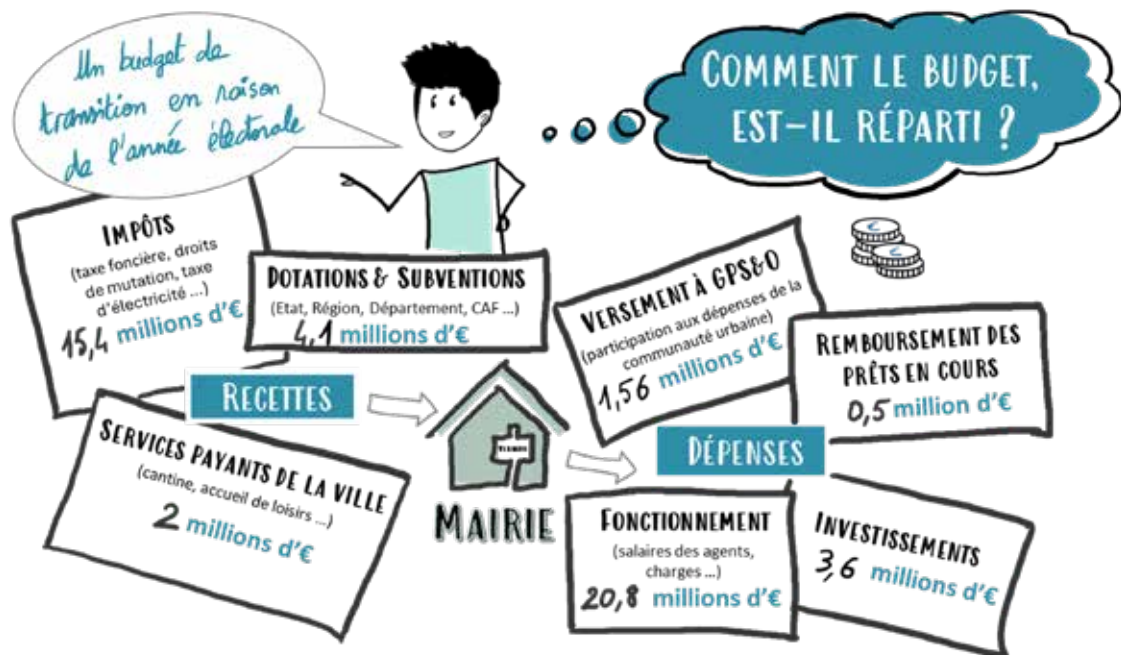 Un budget de
transition en raison
de l'année électorale
COMMENT LE BUDGET,
EST-IL RÉPARTI ?
IMPÔTS
(taxe foncière, droits
de mutation, taxe
d'électricité ...)
15,4 millions d'€
DOTATIONS & SUBVENTIONS
(Etat, Région, Département, CAF ...)
4,1 millions d'€
VERSEMENT À GPS&O
(participation aux dépenses de la
communauté urbaine)
1,56 millions d'€
REMBOURSEMENT DES
PRÊTS EN COURS
0,5 million d'€
RECETTES
SERVICES PAYANTS DE LA VILLE
(cantine, accueil de loisirs ...)
2 millions d'€
MAIRIE
DÉPENSES
FONCTIONNEMENT
(salaires des agents,
charges ...)
20,8 millions d'€
INVESTISSEMENTS
3,6 millions d'€